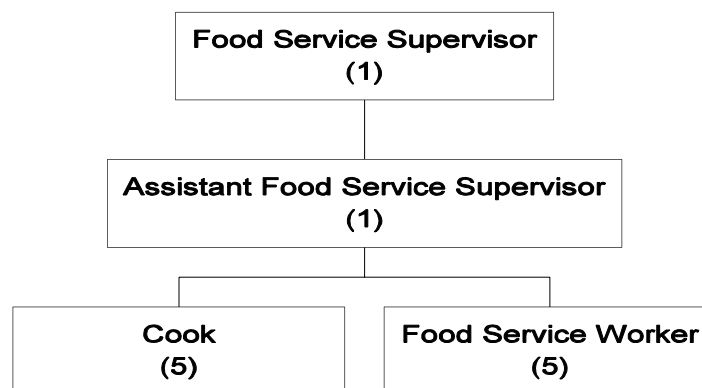 Food Service Supervisor
(1)
Assistant Food Service Supervisor
(1)
Cook
(5)
Food Service Worker
(5)